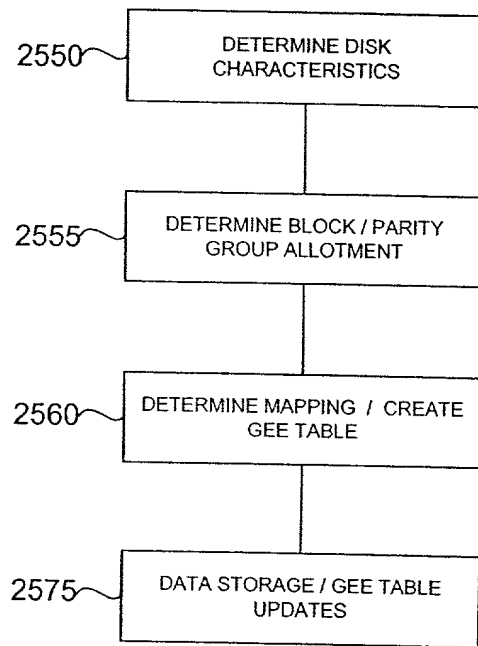 2550
DETERMINE DISK
CHARACTERISTICS
2555
DETERMINE BLOCK / PARITY
GROUP ALLOTMENT
2560
DETERMINE MAPPING / CREATE
GEE TABLE
2575
DATA STORAGE / GEE TABLE
UPDATES